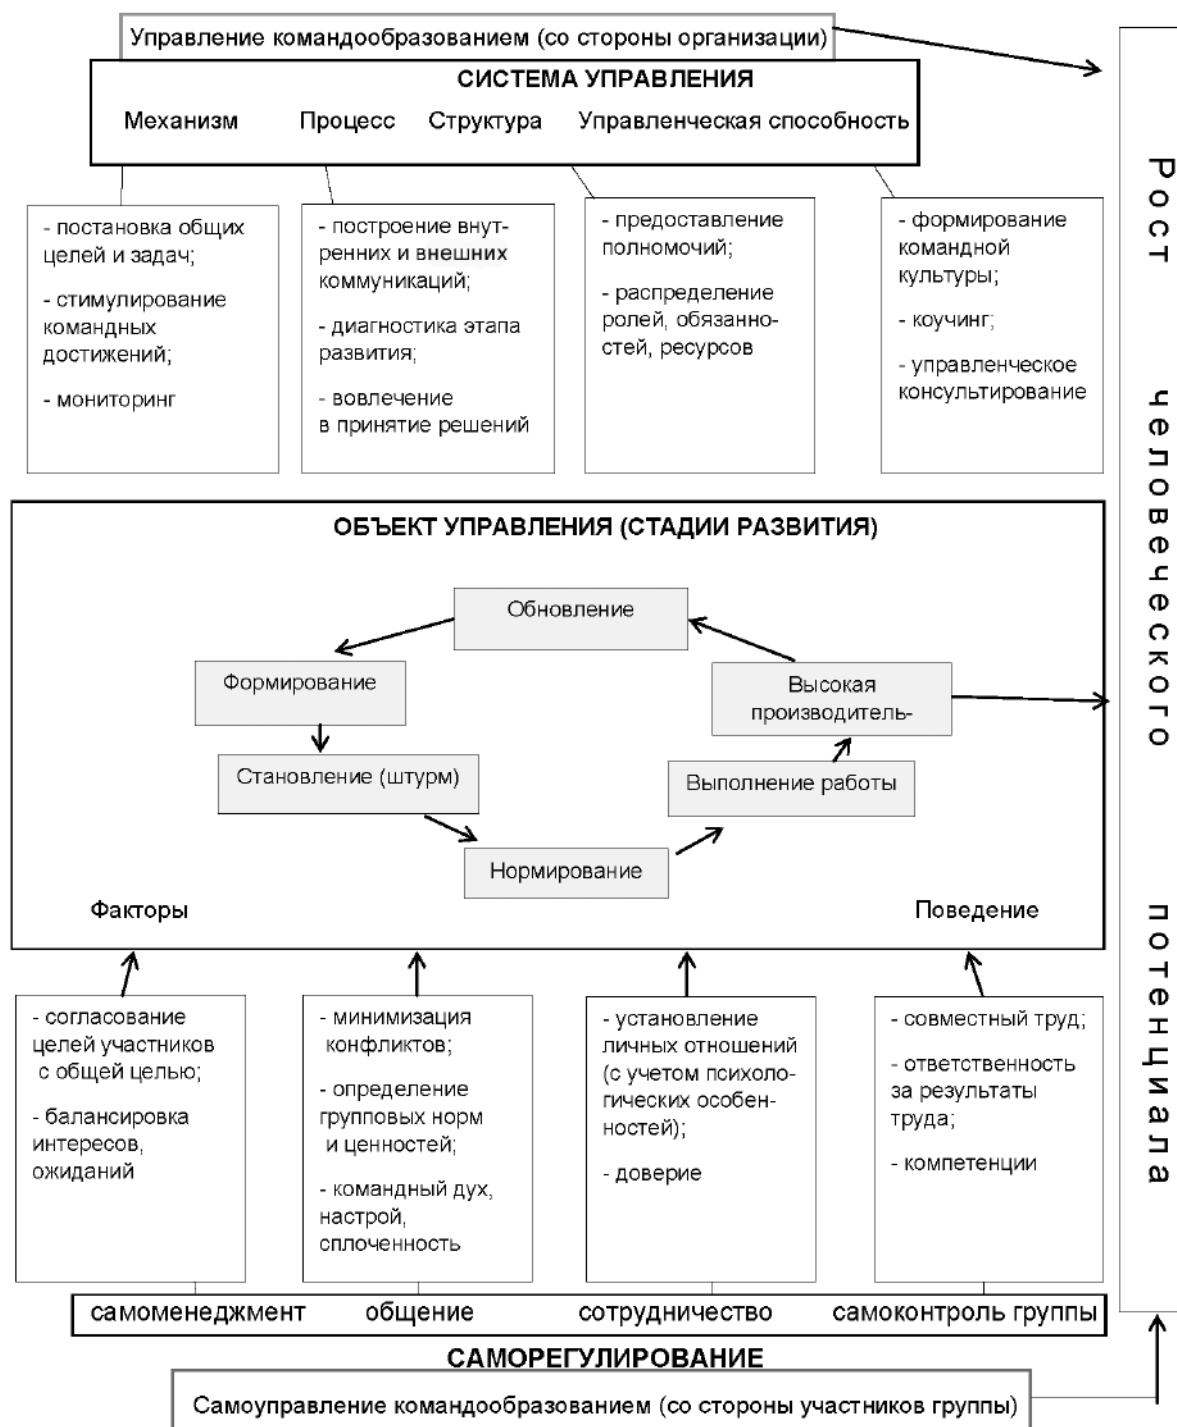 Управление командообразованием (со стороны организации)
СИСТЕМА УПРАВЛЕНИЯ
Механизм Процесс Структура Управленческая способность
- постановка общих
целей и задач;
- стимулирование
командных
достижений;
- мониторинг
- построение внут-
ренних и внешних
коммуникаций;
- диагностика этапа
развития;
- вовлечение
в принятие решений
- предоставление
полномочий;
- распределение
ролей, обязанно-
стей, ресурсов
- формирование
командной
культуры;
- коучинг;
- управленческое
консультирование
Рост человеческого потенциала
ОБЪЕКТ УПРАВЛЕНИЯ (СТАДИИ РАЗВИТИЯ)
Обновление
Формирование
Высокая
производитель-
Становление (штурм)
Выполнение работы
Нормирование
Факторы
Поведение
- согласование
целей участников
с общей целью;
- балансировка
интересов,
ожиданий
- минимизация
конфликтов;
- определение
групповых норм
и ценностей;
- командный дух,
настрой,
сплоченность
- установление
личных отношений
(с учетом психоло-
гических особен-
ностей);
- доверие
- совместный труд;
- ответственность
за результаты
труда;
- компетенции
самоменеджмент общение сотрудничество самоконтроль группы
САМОРЕГУЛИРОВАНИЕ
Самоуправление командообразованием (со стороны участников группы)